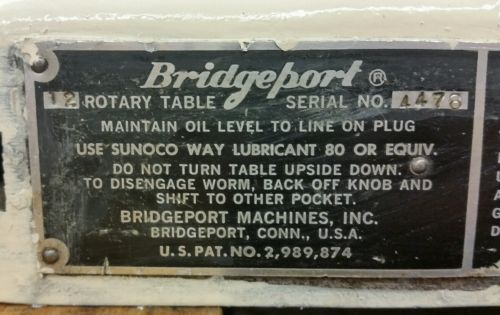 Bridgeport ®
12 ROTARY TABLE SERIAL NO. 4476
MAINTAIN OIL LEVEL TO LINE ON PLUG
USE SUNOCO WAY LUBRICANT 80 OR EQUIV.
DO NOT TURN TABLE UPSIDE DOWN.
TO DISENGAGE WORM, BACK OFF KNOB AND
SHIFT TO OTHER POCKET.
BRIDGEPORT MACHINES, INC.
BRIDGEPORT, CONN., U.S.A.
U.S. PAT. NO. 2,989,874